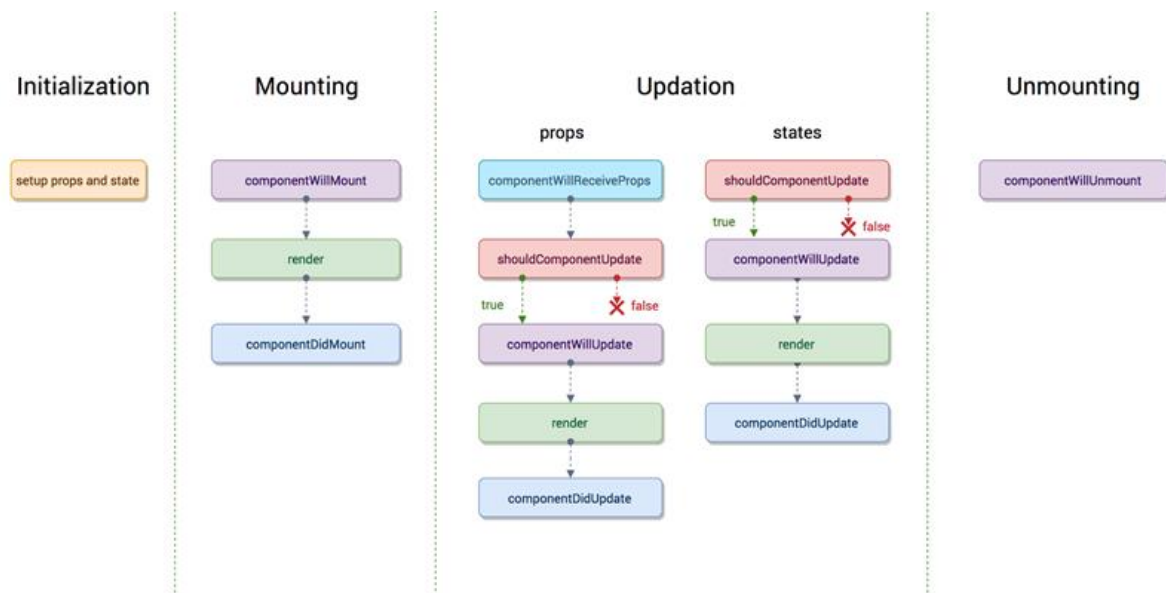 Initialization
setup props and state
Mounting
componentWillMount
render
componentDidMount
Updation
props
componentWillReceiveProps
shouldComponentUpdate
true
false
componentWillUpdate
render
componentDidUpdate
states
shouldComponentUpdate
true
false
componentWillUpdate
render
componentDidUpdate
Unmounting
componentWillUnmount